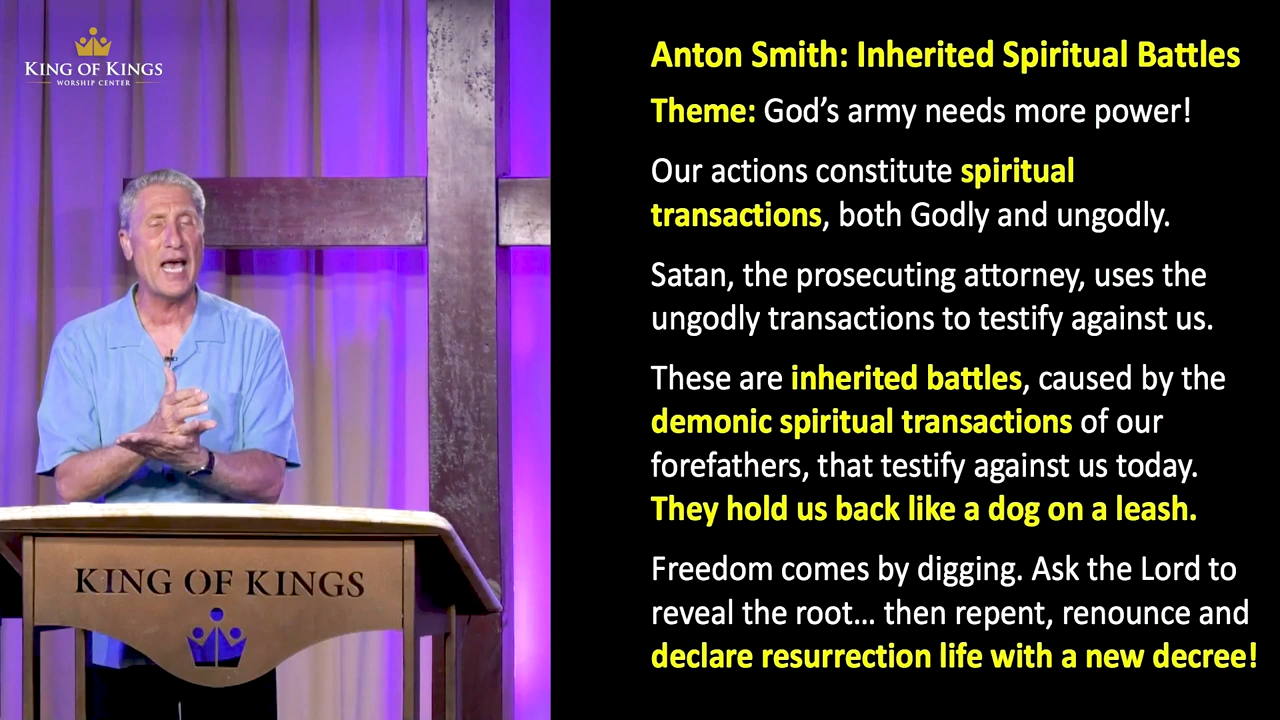 KING OF KINGS
WORSHIP CENTER
KING OF KINGS
Anton Smith: Inherited Spiritual Battles
Theme: God's army needs more power!
Our actions constitute spiritual
transactions, both Godly and ungodly.
Satan, the prosecuting attorney, uses the
ungodly transactions to testify against us.
These are inherited battles, caused by the
demonic spiritual transactions of our
forefathers, that testify against us today.
They hold us back like a dog on a leash.
Freedom comes by digging. Ask the Lord to
reveal the root... then repent, renounce and
declare resurrection life with a new decree!